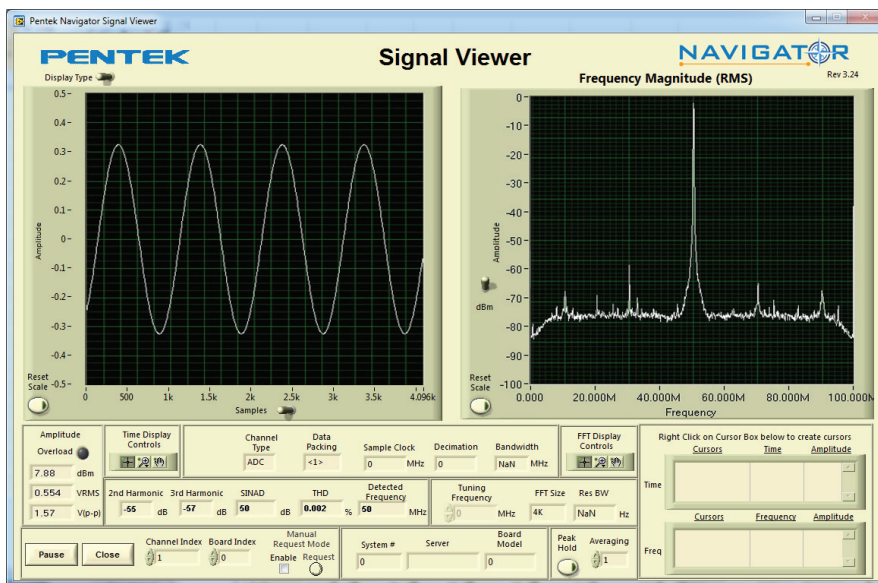 Pentek Navigator Signal Viewer
PENTEK
Signal Viewer
NAVIGATOR
Rev 3.24
Display Type
Frequency Magnitude (RMS)
0.5
0.4
0.3
0.2
0.1
0
-0.1
-0.2
-0.3
-0.4
-0.5
Amplitude
0
500
1k
1.5k
2k
2.5k
3k
3.5k
4.096k
Samples
Reset Scale
0
-10
-20
-30
-40
-50
-60
-70
-80
-90
-100
Amplitude
dBm
0.000
20.000M
40.000M
60.000M
80.000M
100.000M
Frequency
Reset Scale
Amplitude
Overload
7.88 dBm
0.554 VRMS
1.57 V(p-p)
Time Display Controls
Channel Type
ADC
Data Packing
<1>
Sample Clock
0 MHz
Decimation
0
Bandwidth
NaN MHz
FFT Display Controls
2nd Harmonic
-55 dB
3rd Harmonic
-57 dB
SINAD
50 dB
THD
0.002 %
Detected Frequency
50 MHz
Tuning Frequency
0 MHz
FFT Size
4K
Res BW
NaN Hz
Right Click on Cursor Box below to create cursors
Cursors Time Amplitude
Time
Cursors Frequency Amplitude
Freq
Pause
Close
Channel Index
1
Board Index
0
Manual Request Mode
Enable Request
System #
0
Server
Board Model
0
Peak Hold
Averaging
1